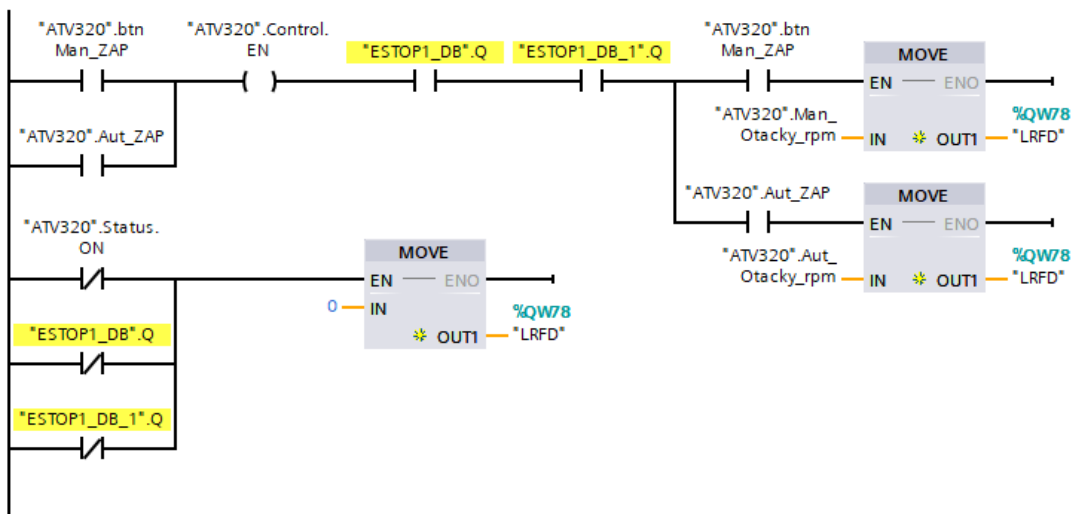 "ATV320".btn
Man_ZAP
"ATV320".Control.
EN
"ESTOP1_DB".Q
"ESTOP1_DB_1".Q
"ATV320".btn
Man_ZAP
MOVE
EN
ENO
"ATV320".Man_
Otacky_rpm
IN
OUT1
%QW78
"LRFD"
"ATV320".Aut_ZAP
"ATV320".Aut_ZAP
MOVE
EN
ENO
"ATV320".Aut_
Otacky_rpm
IN
OUT1
%QW78
"LRFD"
"ATV320".Status.
ON
MOVE
EN
ENO
0
IN
OUT1
%QW78
"LRFD"
"ESTOP1_DB".Q
"ESTOP1_DB_1".Q